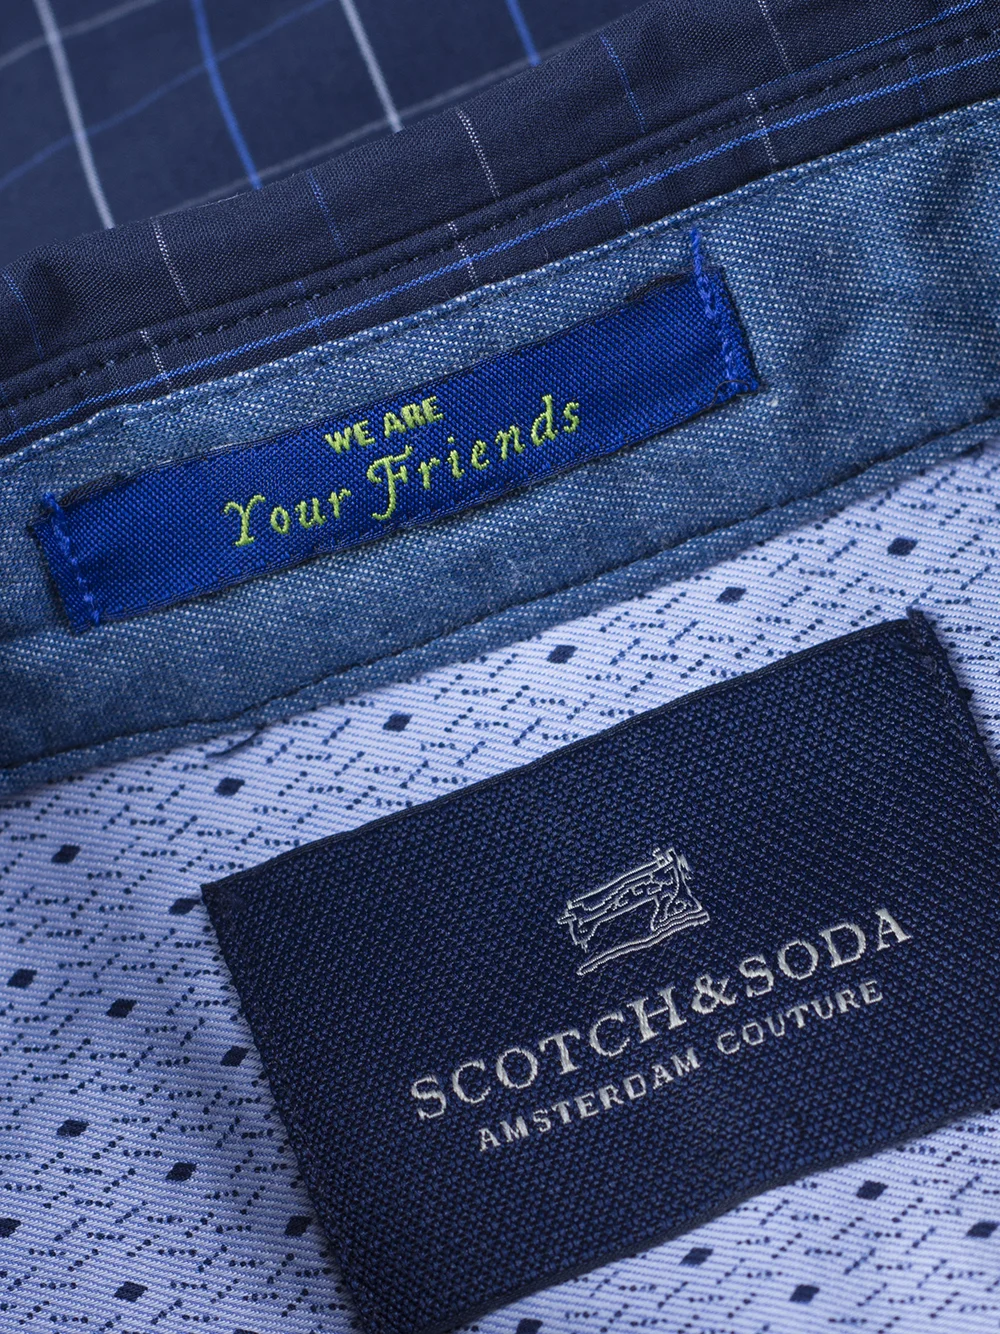 WE ARE
Your Friends
SCOTCH & SODA
AMSTERDAM COUTURE